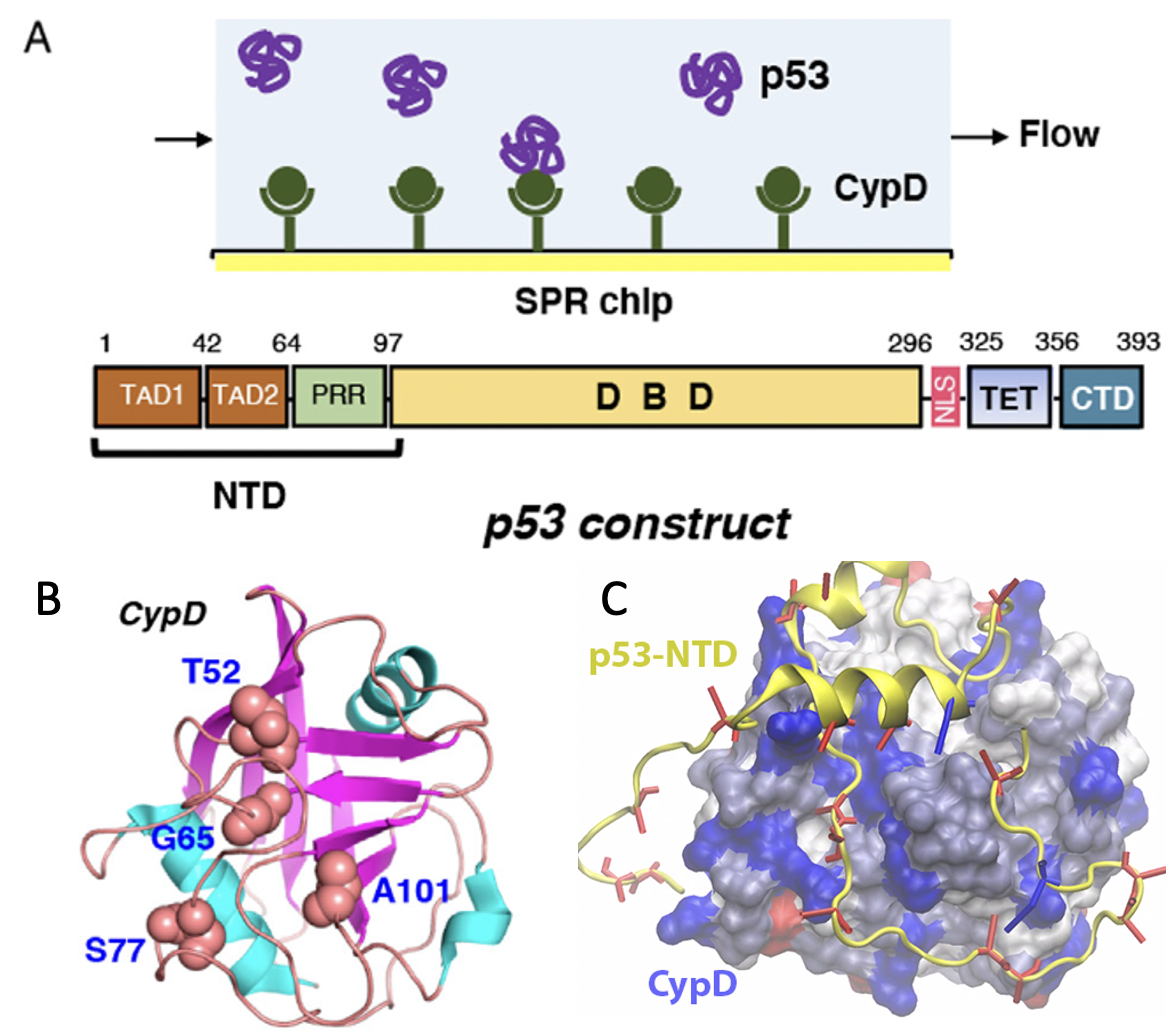 A
p53
Flow
CypD
SPR chIp
1 42 64 97 296 325 356 393
TAD1 TAD2 PRR D B D NLS TET CTD
NTD
p53 construct
B
CypD
T52
G65
A101
S77
C
p53-NTD
CypD